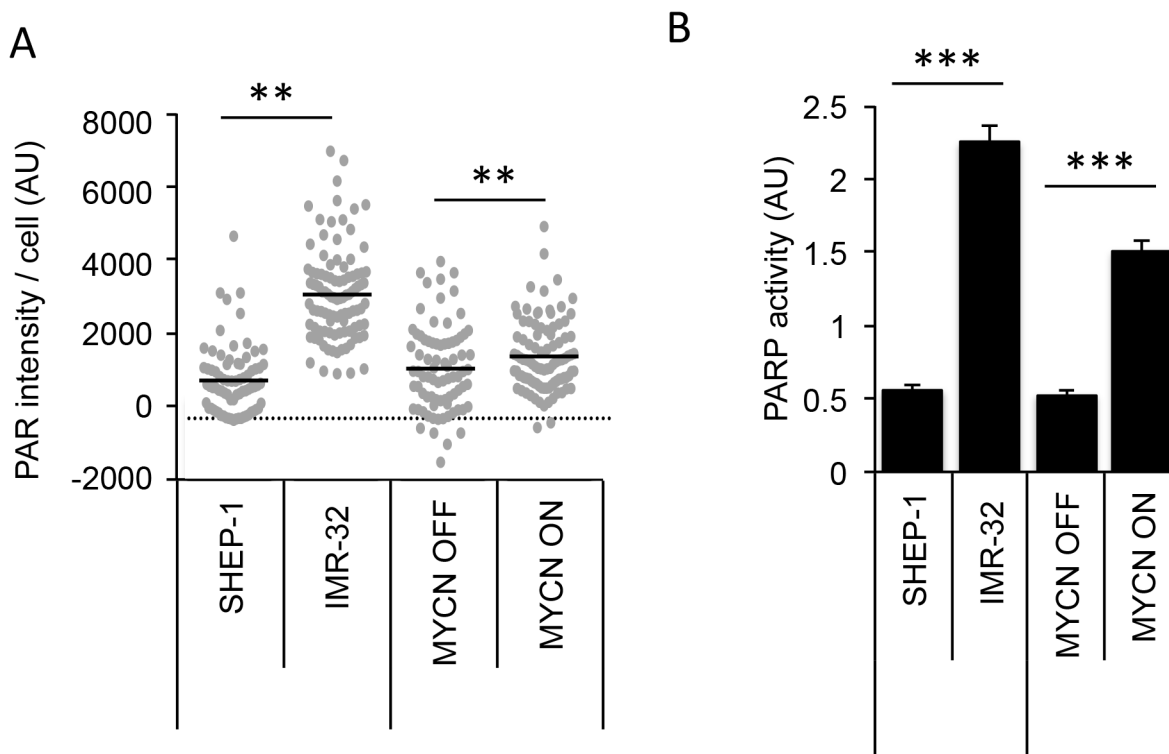 A
PAR intensity / cell (AU)
8000
6000
4000
2000
0
-2000
**
**
SHEP-1
IMR-32
MYCN OFF
MYCN ON
B
PARP activity (AU)
2.5
2
1.5
1
0.5
0
***
***
SHEP-1
IMR-32
MYCN OFF
MYCN ON